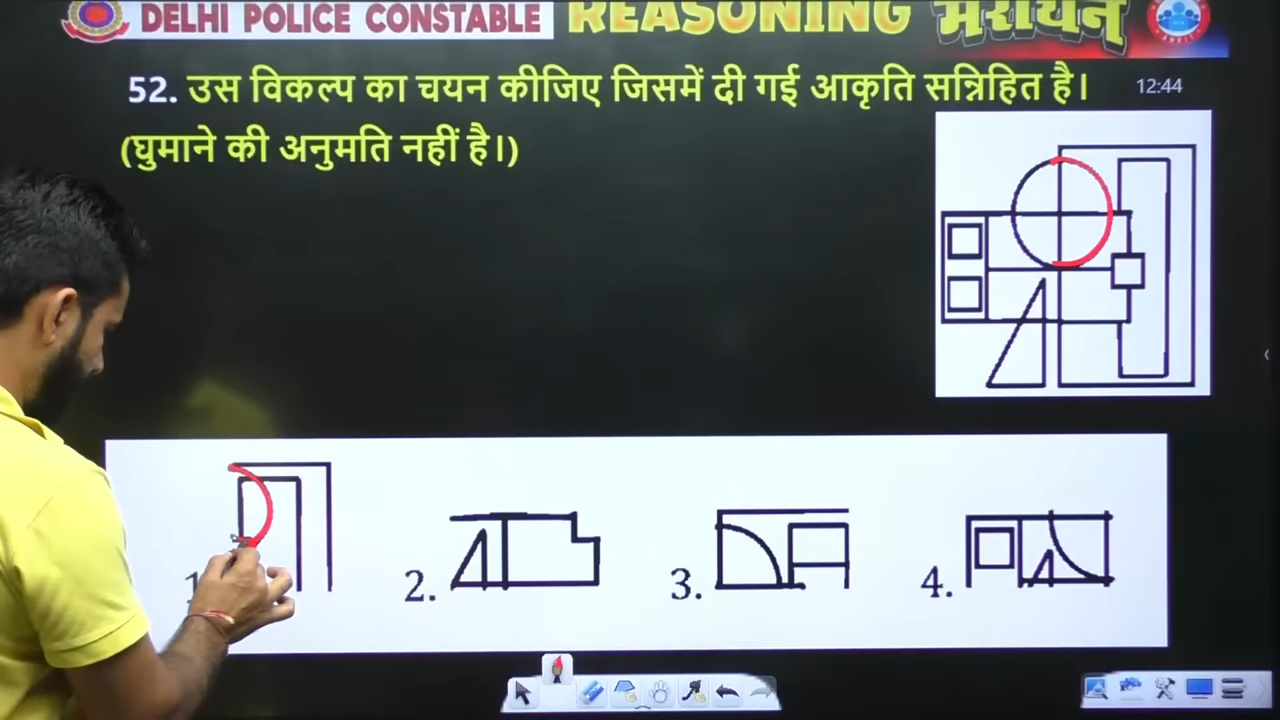 DELHI POLICE CONSTABLE REASONING मैराथन
52. उस विकल्प का चयन कीजिए जिसमें दी गई आकृति सन्निहित है।
12:44
(घुमाने की अनुमति नहीं है।)
2. 3. 4.